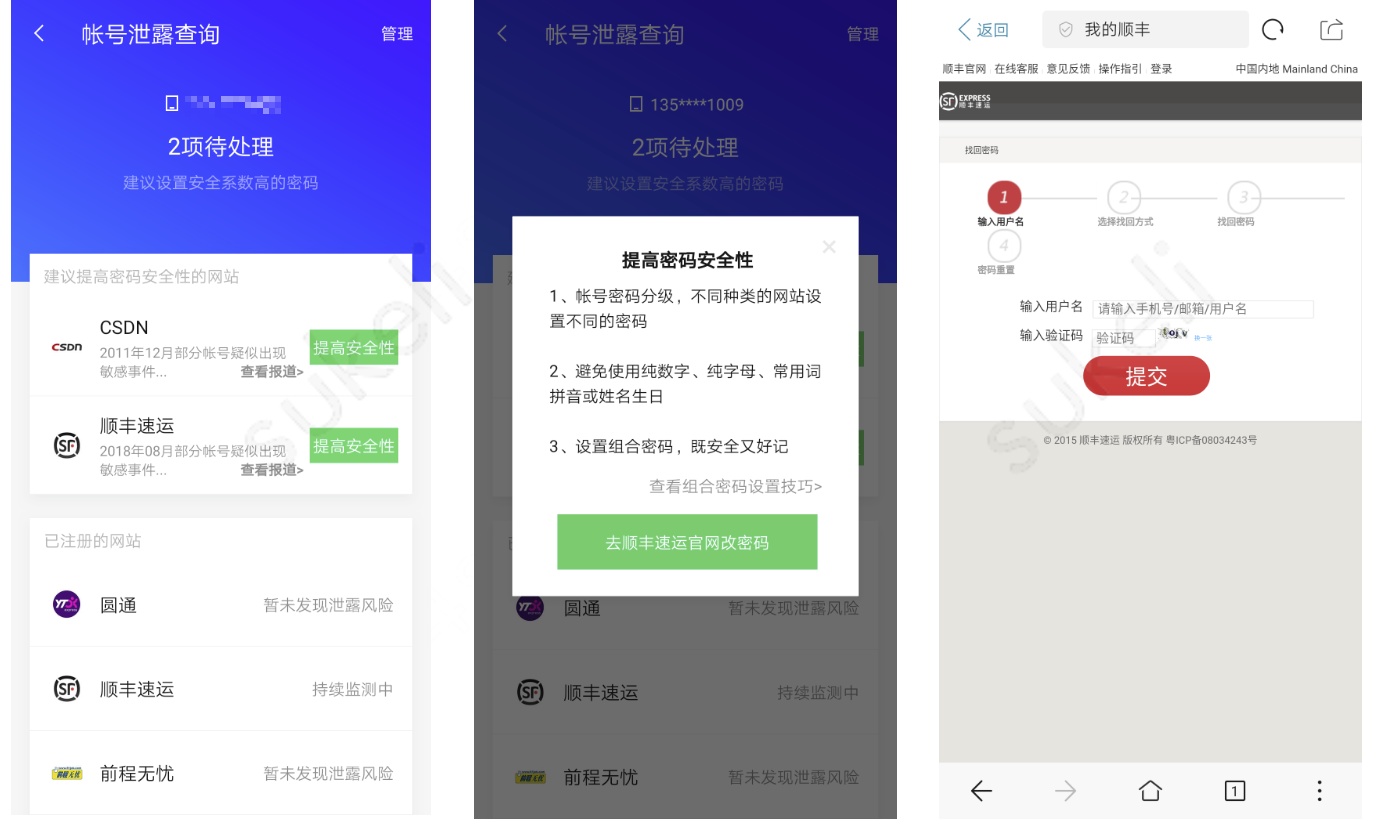 帐号泄露查询
管理
2项待处理
建议设置安全系数高的密码
建议提高密码安全性的网站
CSDN
CSDN
2011年12月部分帐号疑似出现
敏感事件...
查看报道>
提高安全性
SF
顺丰速运
2018年08月部分帐号疑似出现
敏感事件...
查看报道>
提高安全性
已注册的网站
圆通
暂未发现泄露风险
SF
顺丰速运
持续监测中
前程无忧
暂未发现泄露风险
sukeli
帐号泄露查询
管理
135****1009
2项待处理
建议设置安全系数高的密码
提高密码安全性
1、帐号密码分级，不同种类的网站设
置不同的密码
2、避免使用纯数字、纯字母、常用词
拼音或姓名生日
3、设置组合密码，既安全又好记
查看组合密码设置技巧>
去顺丰速运官网改密码
圆通
暂未发现泄露风险
SF
顺丰速运
持续监测中
前程无忧
暂未发现泄露风险
返回
我的顺丰
顺丰官网 在线客服 意见反馈 操作指引 登录
中国内地 Mainland China
SF EXPRESS
顺丰速运
找回密码
1
输入用户名
2
选择找回方式
3
找回密码
4
密码重置
输入用户名 请输入手机号/邮箱/用户名
输入验证码 验证码
换一张
提交
© 2015 顺丰速运 版权所有 粤ICP备08034243号
sukeli
1